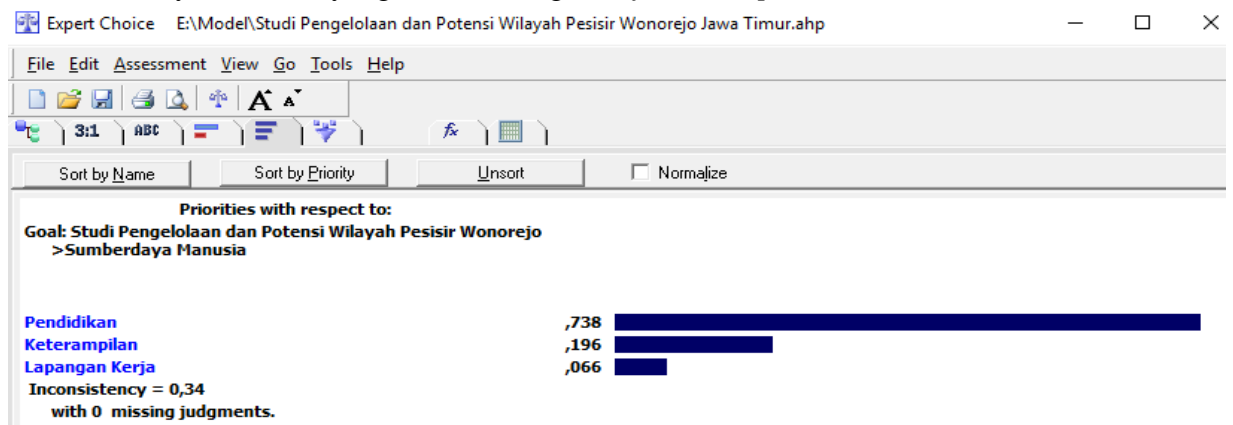 Expert Choice E:\Model\Studi Pengelolaan dan Potensi Wilayah Pesisir Wonorejo Jawa Timur.ahp
File Edit Assessment View Go Tools Help
A A
3:1 ABC fx
Sort by Name Sort by Priority Unsort Normalize
Priorities with respect to:
Goal: Studi Pengelolaan dan Potensi Wilayah Pesisir Wonorejo
>Sumberdaya Manusia
Pendidikan ,738
Keterampilan ,196
Lapangan Kerja ,066
Inconsistency = 0,34
with 0 missing judgments.